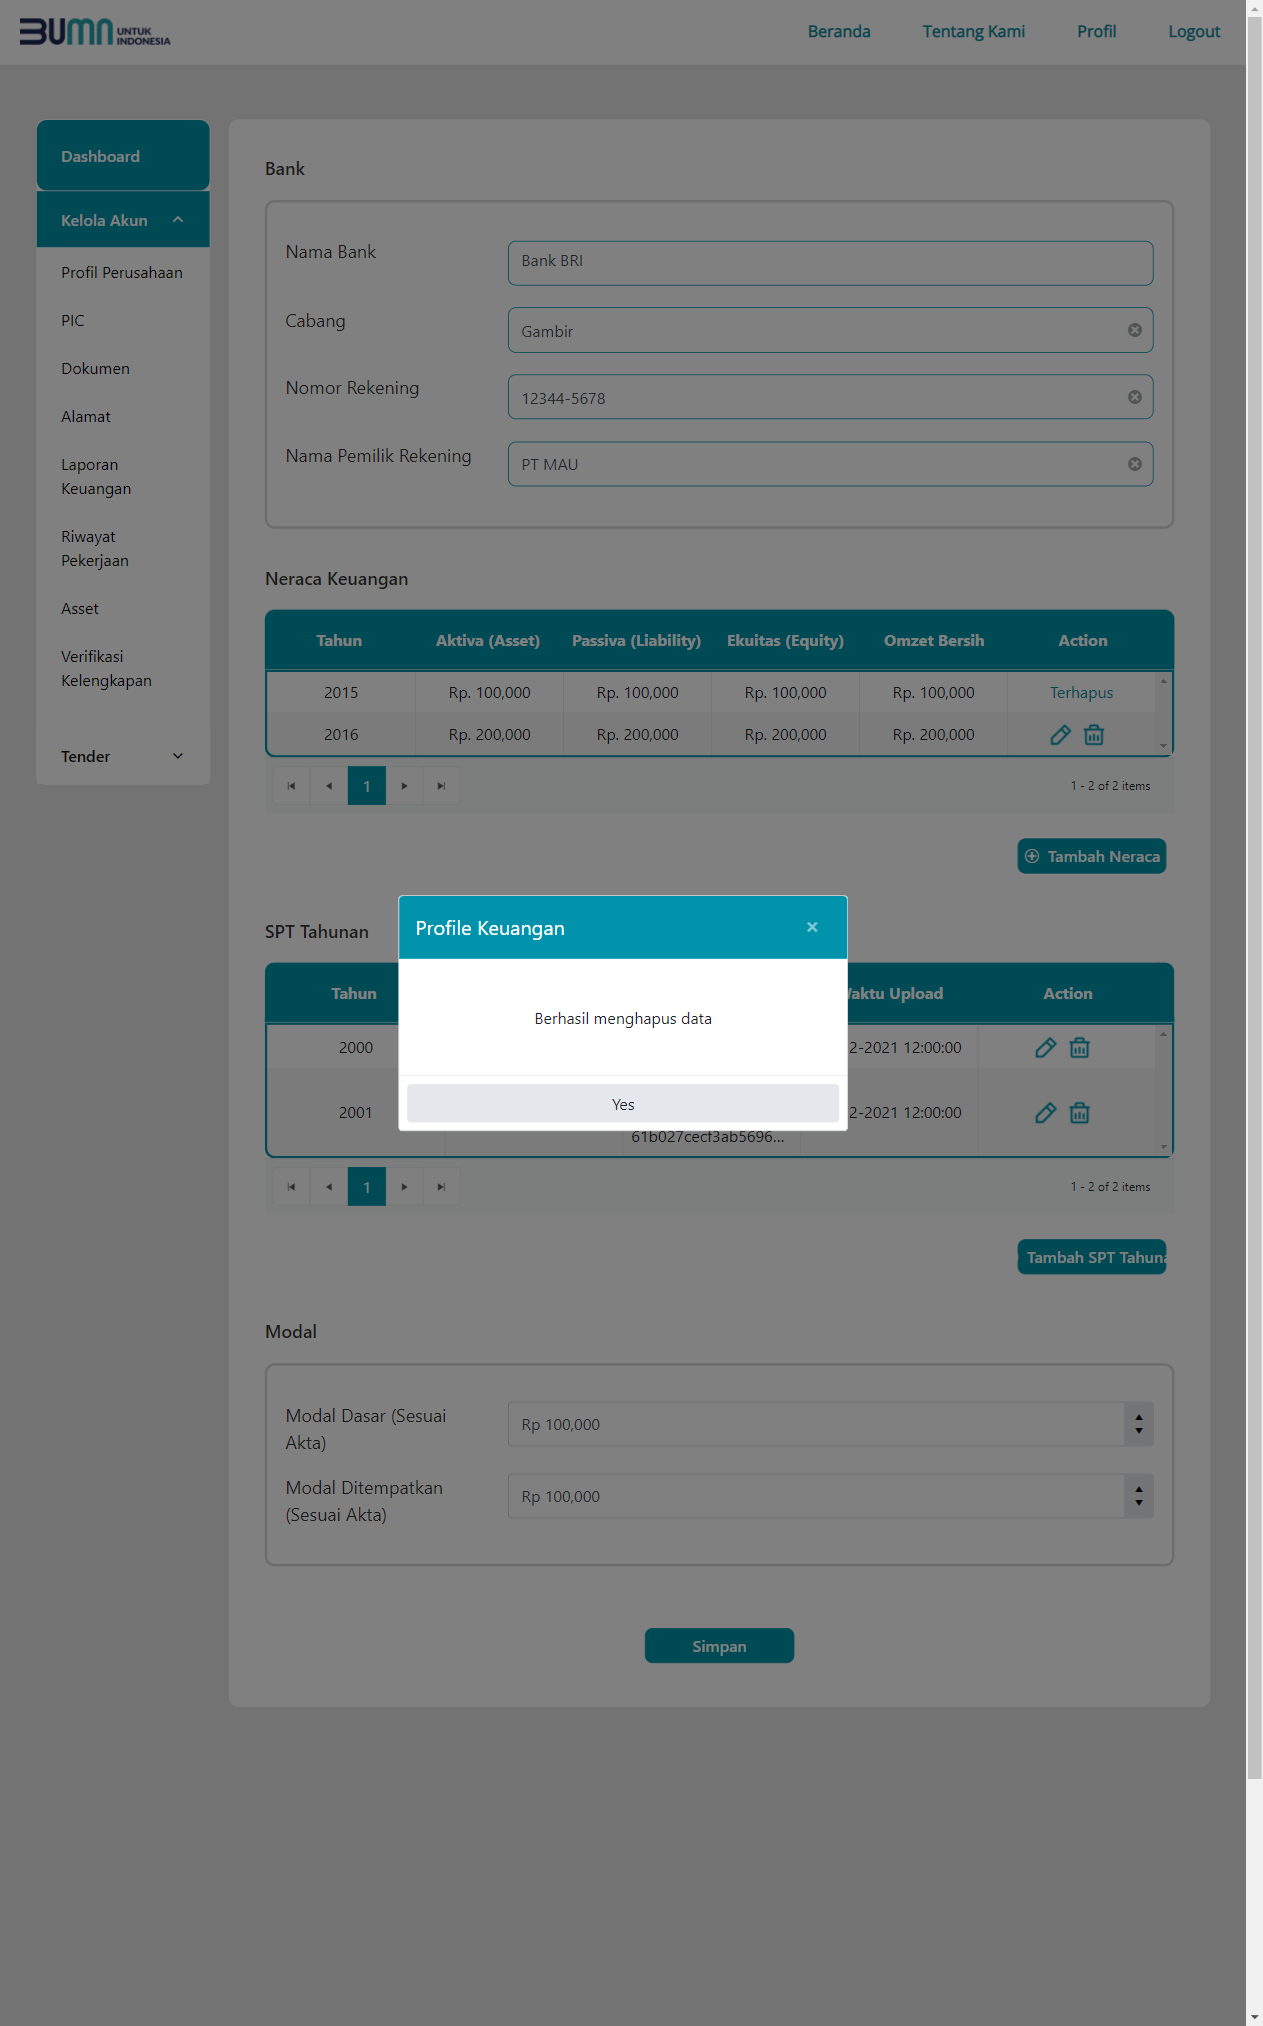 BUMN UNTUK INDONESIA
Beranda Tentang Kami Profil Logout
Dashboard
Kelola Akun
Profil Perusahaan
PIC
Dokumen
Alamat
Laporan
Keuangan
Riwayat
Pekerjaan
Asset
Verifikasi
Kelengkapan
Tender
Bank
Nama Bank Bank BRI
Cabang Gambir
Nomor Rekening 12344-5678
Nama Pemilik Rekening PT MAU
Neraca Keuangan
Tahun Aktiva (Asset) Passiva (Liability) Ekuitas (Equity) Omzet Bersih Action
2015 Rp. 100,000 Rp. 100,000 Rp. 100,000 Rp. 100,000 Terhapus
2016 Rp. 200,000 Rp. 200,000 Rp. 200,000 Rp. 200,000
1 1 - 2 of 2 items
Tambah Neraca
SPT Tahunan
Profile Keuangan
Berhasil menghapus data
Yes
Tahun Upload Action
2000 2-2021 12:00:00
2001 2-2021 12:00:00
61b027cecf3ab5696...
1 1 - 2 of 2 items
Tambah SPT Tahuna
Modal
Modal Dasar (Sesuai
Akta) Rp 100,000
Modal Ditempatkan
(Sesuai Akta) Rp 100,000
Simpan